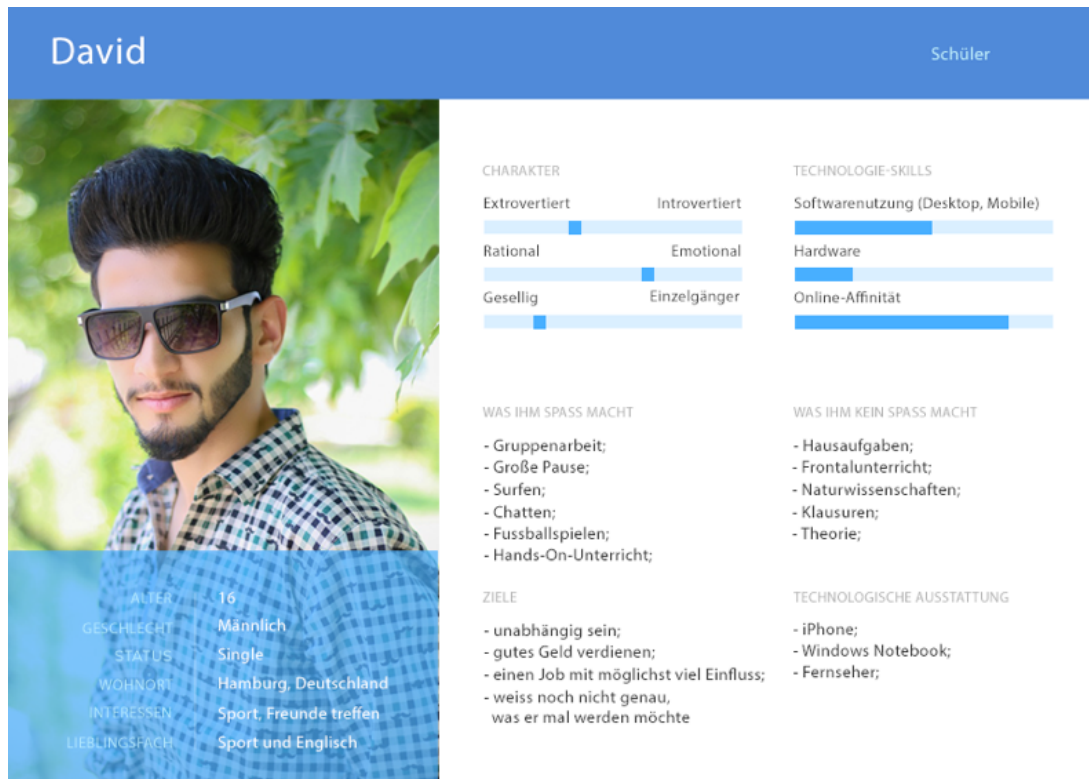 David
Schüler
CHARAKTER
Extrovertiert Introvertiert
Rational Emotional
Gesellig Einzelgänger
TECHNOLOGIE-SKILLS
Softwarenutzung (Desktop, Mobile)
Hardware
Online-Affinität
WAS IHM SPASS MACHT
- Gruppenarbeit;
- Große Pause;
- Surfen;
- Chatten;
- Fussballspielen;
- Hands-On-Unterricht;
WAS IHM KEIN SPASS MACHT
- Hausaufgaben;
- Frontalunterricht;
- Naturwissenschaften;
- Klausuren;
- Theorie;
ALTER 16
GESCHLECHT Männlich
STATUS Single
WOHNORT Hamburg, Deutschland
INTERESSEN Sport, Freunde treffen
LIEBLINGSFACH Sport und Englisch
ZIELE
- unabhängig sein;
- gutes Geld verdienen;
- einen Job mit möglichst viel Einfluss;
- weiss noch nicht genau,
was er mal werden möchte
TECHNOLOGISCHE AUSSTATTUNG
- iPhone;
- Windows Notebook;
- Fernseher;